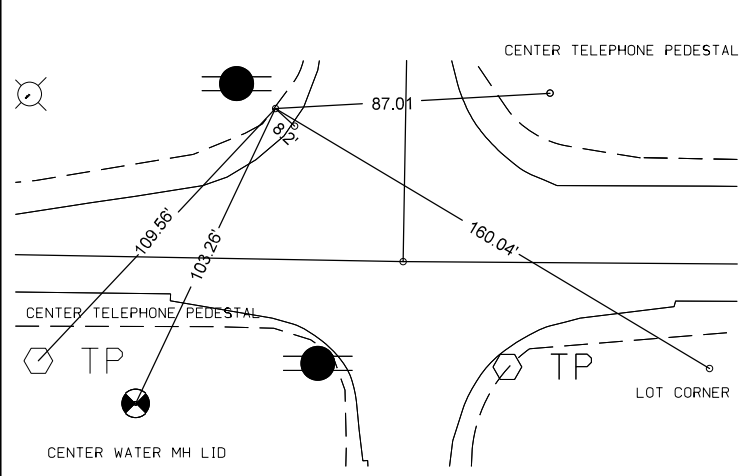 CENTER TELEPHONE PEDESTAL
87.01
8.2'
109.56'
103.26'
160.04'
CENTER TELEPHONE PEDESTAL
TP
TP
LOT CORNER
CENTER WATER MH LID